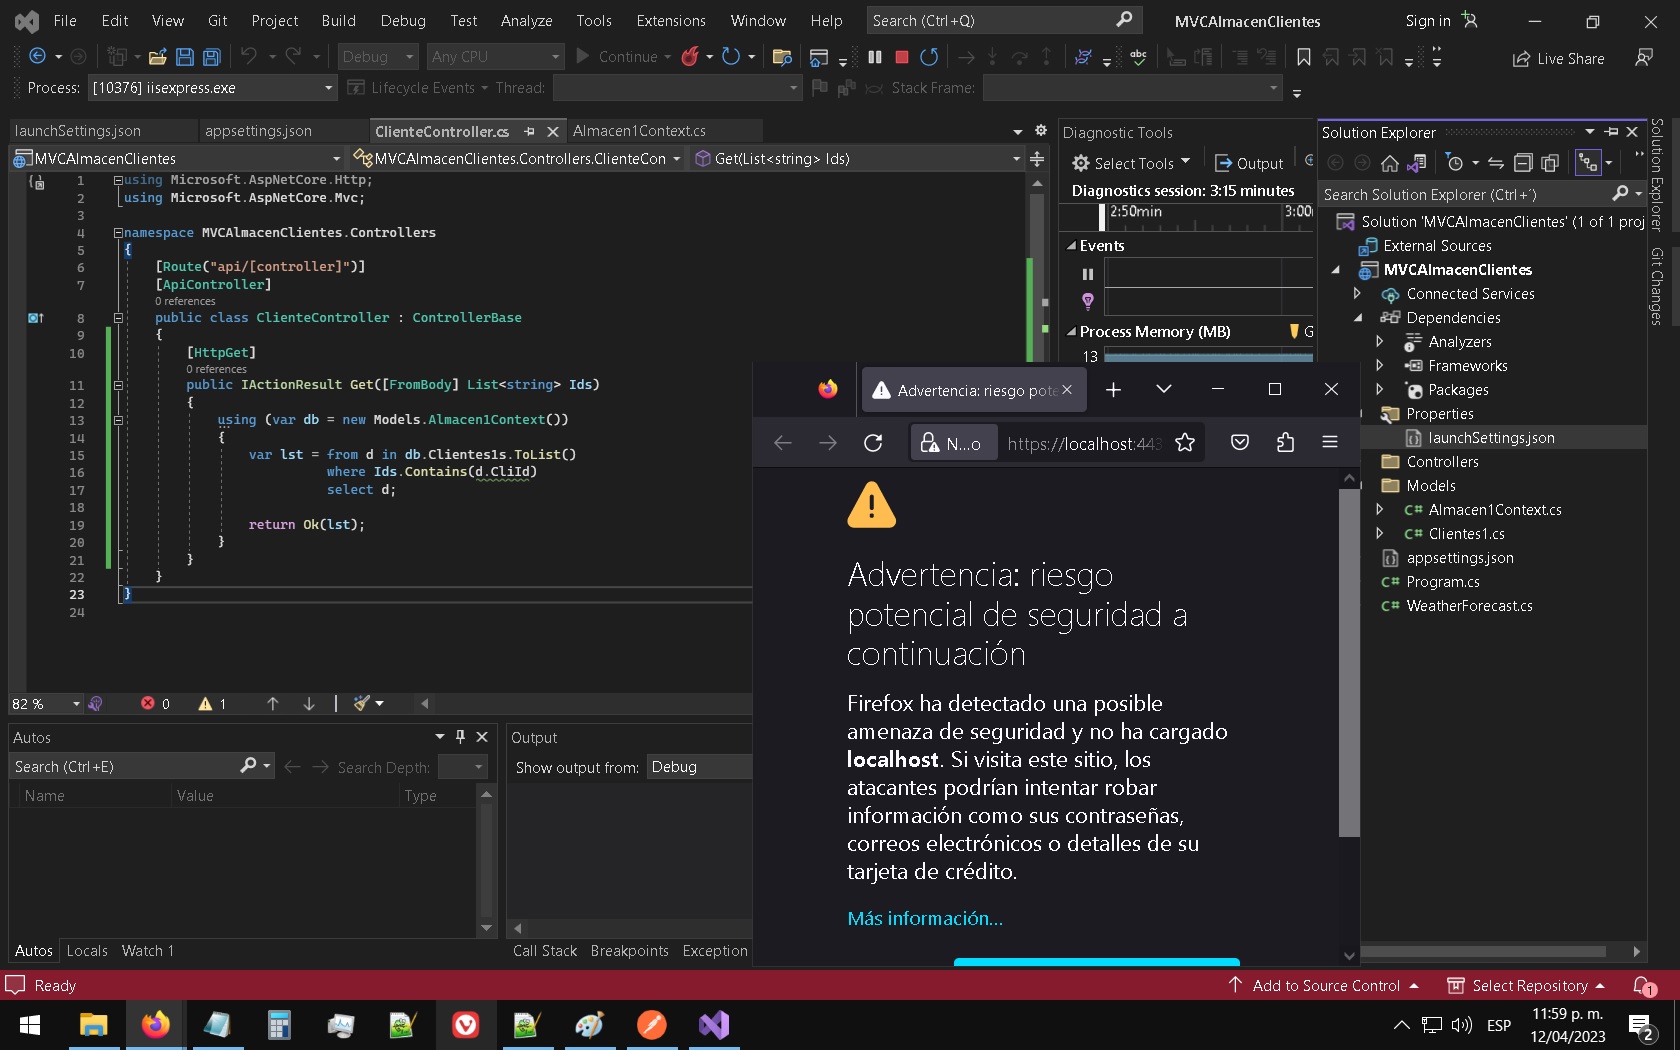 File Edit View Git Project Build Debug Test Analyze Tools Extensions Window Help Search (Ctrl+Q) MVCAlmacenClientes Sign in
Debug Any CPU Continue Live Share
Process: [10376] iisexpress.exe Lifecycle Events Thread: Stack Frame:
launchSettings.json appsettings.json ClienteController.cs Almacen1Context.cs
MVCAlmacenClientes MVCAlmacenClientes.Controllers.ClienteCon Get(List<string> Ids)
1 using Microsoft.AspNetCore.Http;
2 using Microsoft.AspNetCore.Mvc;
3
4 namespace MVCAlmacenClientes.Controllers
5 {
6 [Route("api/[controller]")]
7 [ApiController]
0 references
8 public class ClienteController : ControllerBase
9 {
10 [HttpGet]
0 references
11 public IActionResult Get([FromBody] List<string> Ids)
12 {
13 using (var db = new Models.Almacen1Context())
14 {
15 var lst = from d in db.Clientes1s.ToList()
16 where Ids.Contains(d.CliId)
17 select d;
18
19 return Ok(lst);
20 }
21 }
22 }
23 }
24
82 % 0 1
Autos
Search (Ctrl+E) Search Depth:
Name Value Type
Autos Locals Watch 1
Output
Show output from: Debug
Call Stack Breakpoints Exception
Diagnostic Tools
Select Tools Output
Diagnostics session: 3:15 minutes
2:50min 3:00
Events
Process Memory (MB) G
13
Advertencia: riesgo pote
N...o https://localhost:443
Advertencia: riesgo
potencial de seguridad a
continuación
Firefox ha detectado una posible
amenaza de seguridad y no ha cargado
localhost. Si visita este sitio, los
atacantes podrían intentar robar
información como sus contraseñas,
correos electrónicos o detalles de su
tarjeta de crédito.
Más información...
Solution Explorer
Search Solution Explorer (Ctrl+´)
Solution 'MVCAlmacenClientes' (1 of 1 proj
External Sources
MVCAlmacenClientes
Connected Services
Dependencies
Analyzers
Frameworks
Packages
Properties
launchSettings.json
Controllers
Models
Almacen1Context.cs
Clientes1.cs
appsettings.json
Program.cs
WeatherForecast.cs
Solution Explorer
Git Changes
Ready Add to Source Control Select Repository 1
ESP 11:59 p. m.
12/04/2023 2